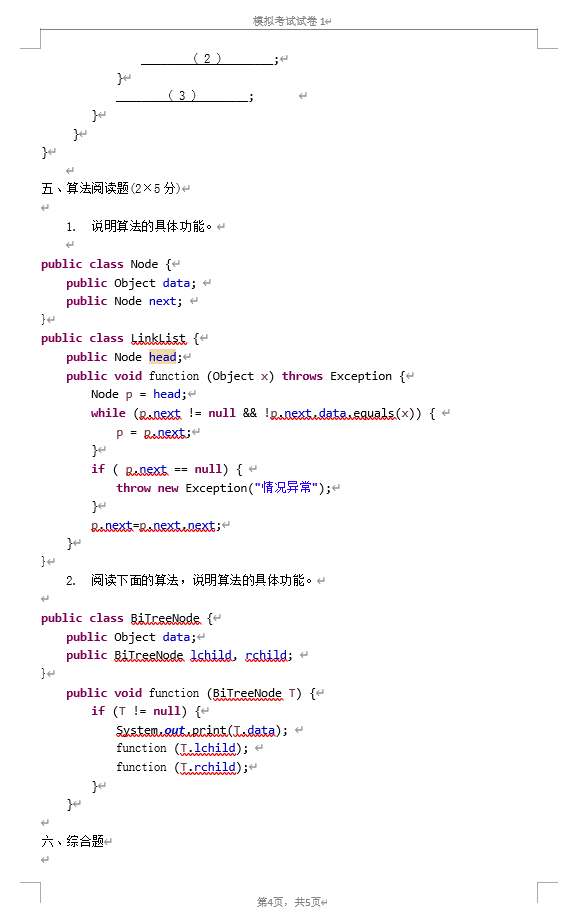 模拟考试试卷 1
( 2 ) ;
}
( 3 ) ;
}
}
}
五、算法阅读题(2×5 分)
1. 说明算法的具体功能。
public class Node {
public Object data;
public Node next;
}
public class LinkList {
public Node head;
public void function (Object x) throws Exception {
Node p = head;
while (p.next != null && !p.next.data.equals(x)) {
p = p.next;
}
if ( p.next == null) {
throw new Exception("情况异常");
}
p.next=p.next.next;
}
}
2. 阅读下面的算法，说明算法的具体功能。
public class BiTreeNode {
public Object data;
public BiTreeNode lchild, rchild;
}
public void function (BiTreeNode T) {
if (T != null) {
System.out.print(T.data);
function (T.lchild);
function (T.rchild);
}
}
六、综合题
第4页，共5页